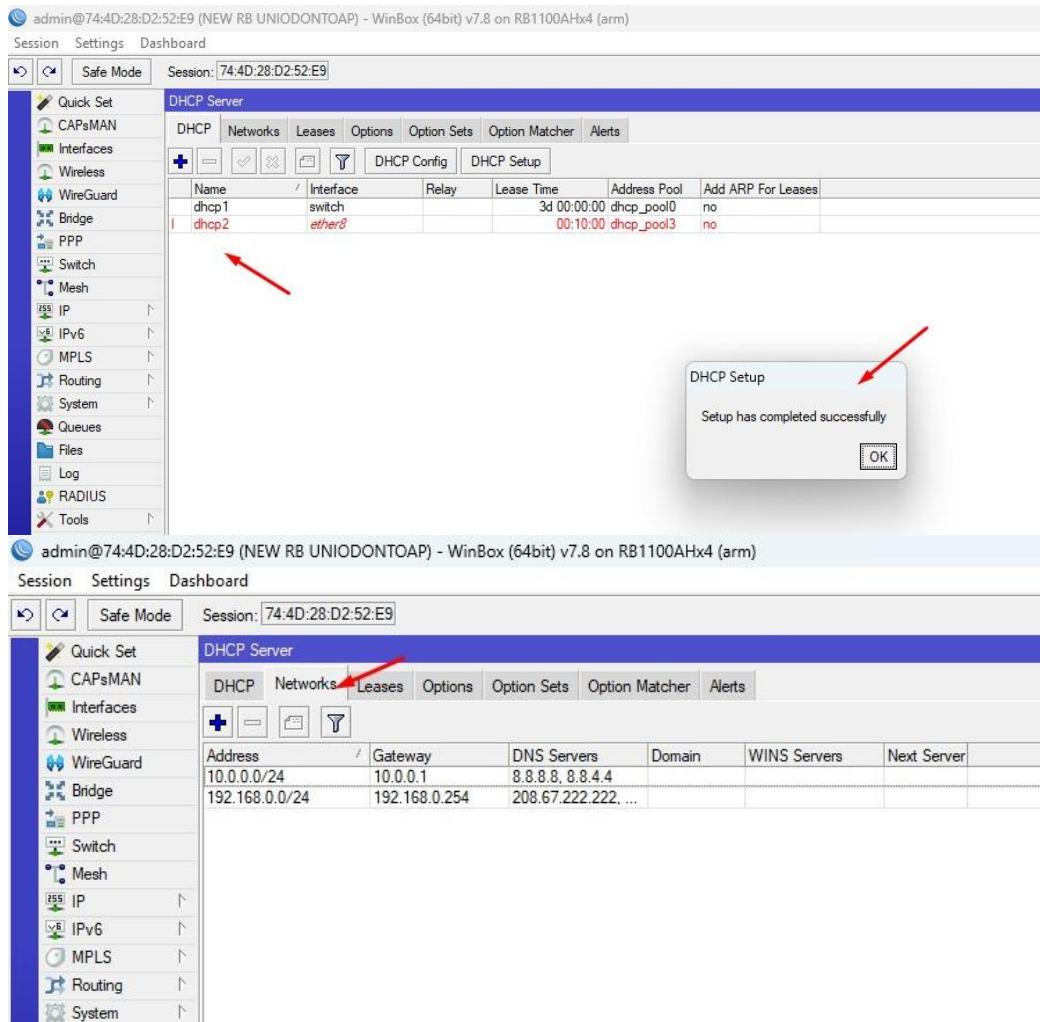 admin@74:4D:28:D2:52:E9 (NEW RB UNIODONTOAP) - WinBox (64bit) v7.8 on RB1100AHx4 (arm)
Session Settings Dashboard
Safe Mode Session: 74:4D:28:D2:52:E9
Quick Set
CAPsMAN
Interfaces
Wireless
WireGuard
Bridge
PPP
Switch
Mesh
IP
IPv6
MPLS
Routing
System
Queues
Files
Log
RADIUS
Tools
DHCP Server
DHCP Networks Leases Options Option Sets Option Matcher Alerts
DHCP Config DHCP Setup
Name / Interface Relay Lease Time Address Pool Add ARP For Leases
dhcp1 switch 3d 00:00:00 dhcp_pool0 no
I dhcp2 ether8 00:10:00 dhcp_pool3 no
DHCP Setup
Setup has completed successfully
OK
admin@74:4D:28:D2:52:E9 (NEW RB UNIODONTOAP) - WinBox (64bit) v7.8 on RB1100AHx4 (arm)
Session Settings Dashboard
Safe Mode Session: 74:4D:28:D2:52:E9
Quick Set
CAPsMAN
Interfaces
Wireless
WireGuard
Bridge
PPP
Switch
Mesh
IP
IPv6
MPLS
Routing
System
DHCP Server
DHCP Networks Leases Options Option Sets Option Matcher Alerts
Address / Gateway DNS Servers Domain WINS Servers Next Server
10.0.0.0/24 10.0.0.1 8.8.8.8, 8.8.4.4
192.168.0.0/24 192.168.0.254 208.67.222.222, ...